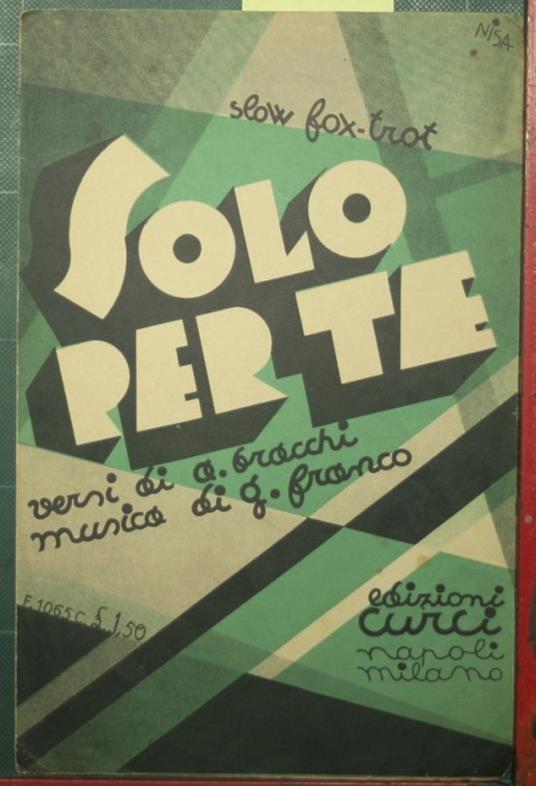 NISA
slow fox-trot
SOLO
PER TE
versi di a. bracchi
musica di g. franco
E. 1065 C. £. 1,50
edizioni
curci
napoli
milano